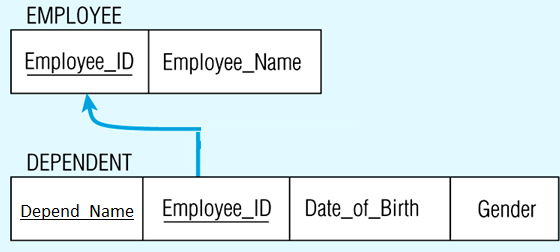 EMPLOYEE
Employee_ID Employee_Name
DEPENDENT
Depend_Name Employee_ID Date_of_Birth Gender